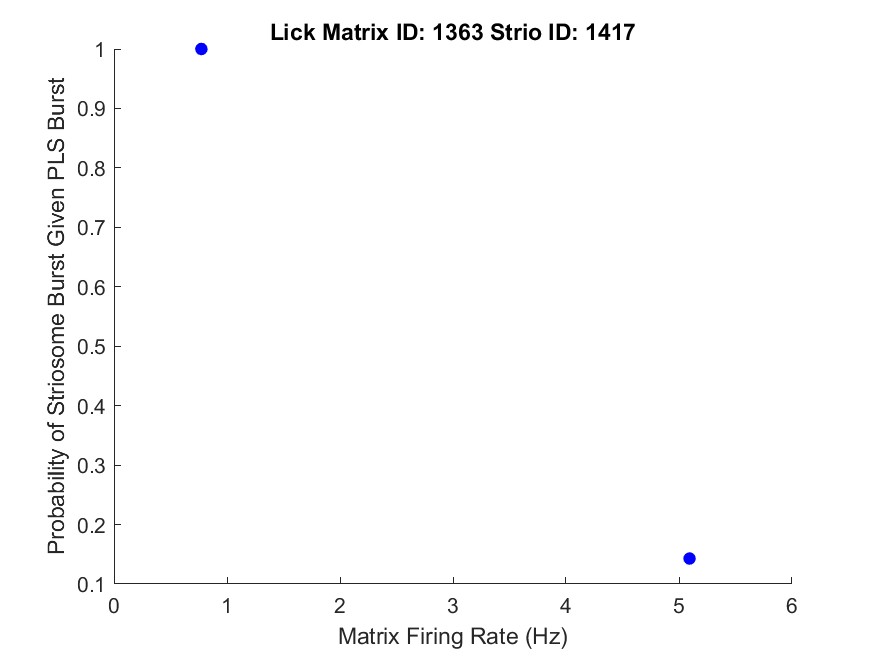 Lick Matrix ID: 1363 Strio ID: 1417
Probability of Striosome Burst Given PLS Burst
1
0.9
0.8
0.7
0.6
0.5
0.4
0.3
0.2
0.1
0 1 2 3 4 5 6
Matrix Firing Rate (Hz)